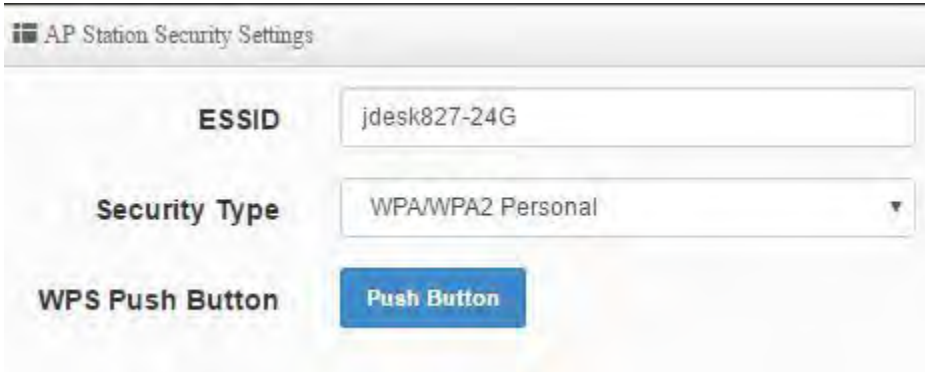 AP Station Security Settings
ESSID jdesk827-24G
Security Type WPA/WPA2 Personal
WPS Push Button Push Button